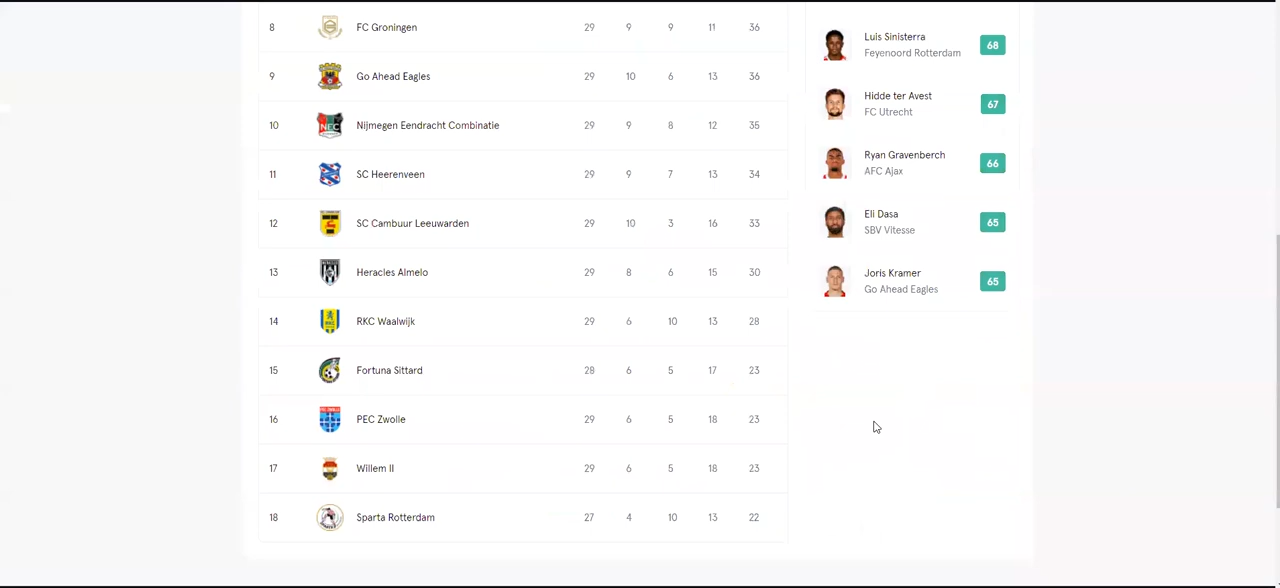 8 FC Groningen 29 9 9 11 36
9 Go Ahead Eagles 29 10 6 13 36
10 Nijmegen Eendracht Combinatie 29 9 8 12 35
11 SC Heerenveen 29 9 7 13 34
12 SC Cambuur Leeuwarden 29 10 3 16 33
13 Heracles Almelo 29 8 6 15 30
14 RKC Waalwijk 29 6 10 13 28
15 Fortuna Sittard 28 6 5 17 23
16 PEC Zwolle 29 6 5 18 23
17 Willem II 29 6 5 18 23
18 Sparta Rotterdam 27 4 10 13 22
Luis Sinisterra
Feyenoord Rotterdam
68
Hidde ter Avest
FC Utrecht
67
Ryan Gravenberch
AFC Ajax
66
Eli Dasa
SBV Vitesse
65
Joris Kramer
Go Ahead Eagles
65